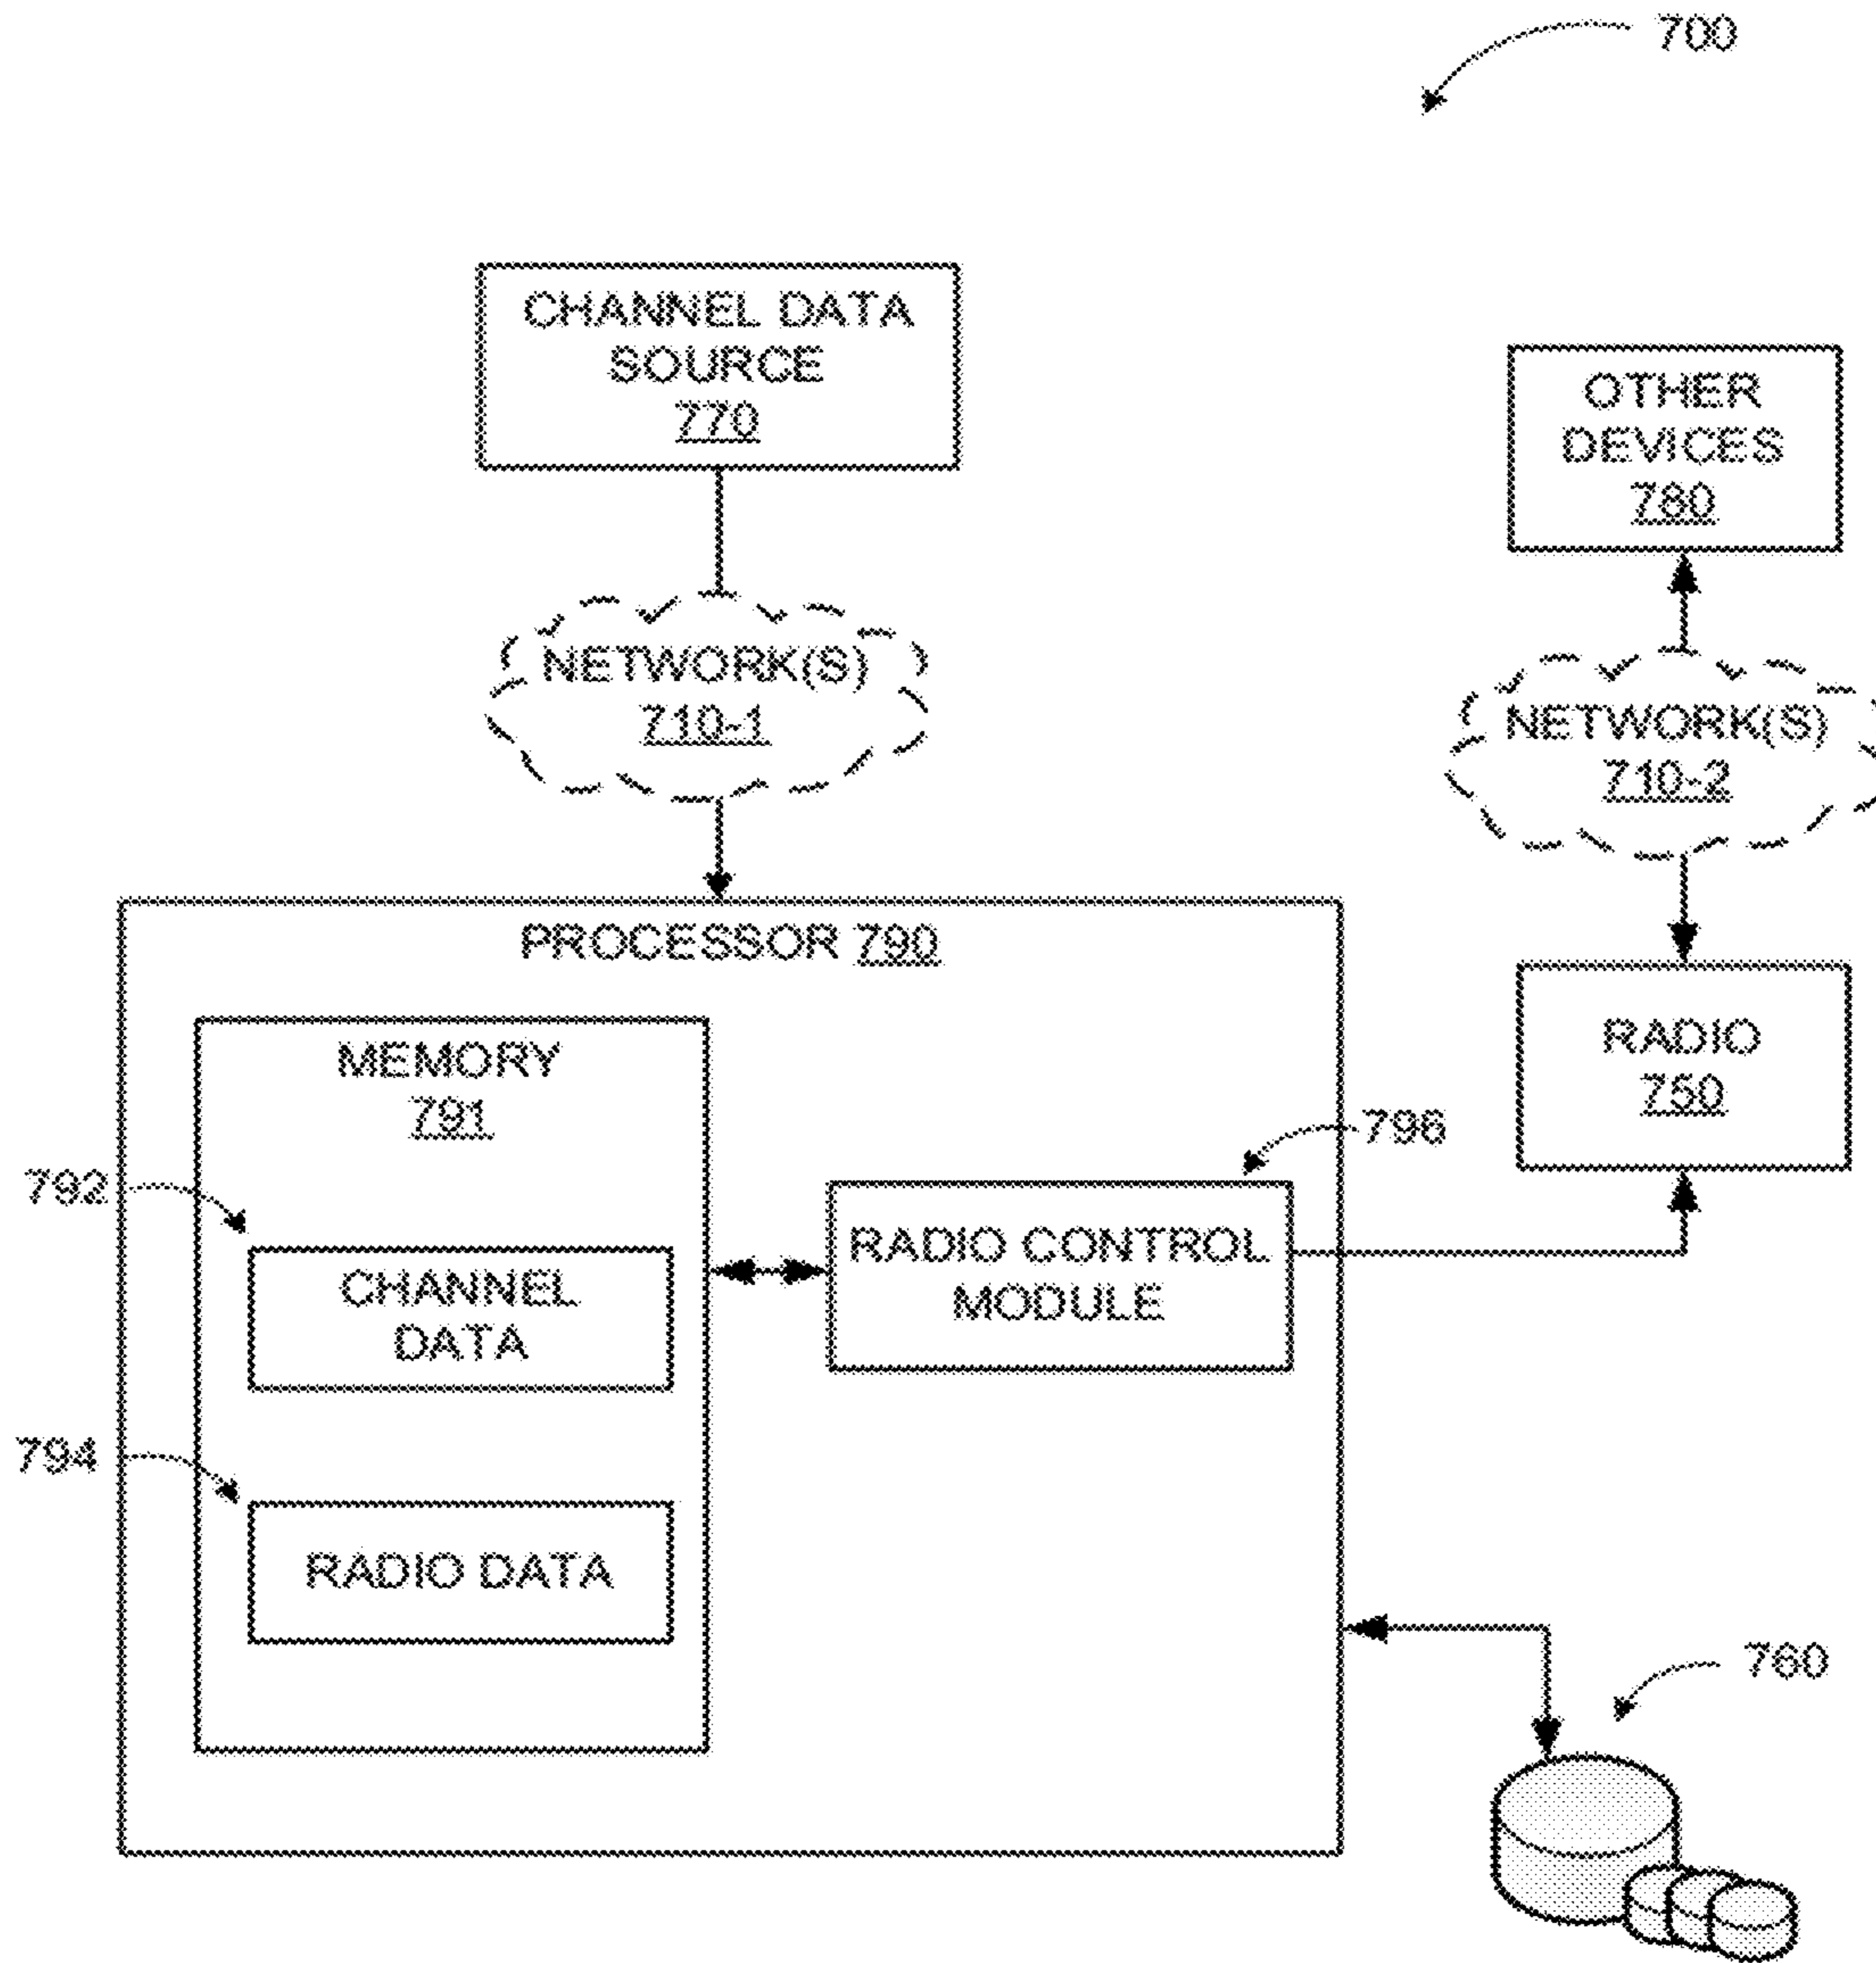 700
CHANNEL DATA
SOURCE
770
OTHER
DEVICES
780
NETWORK(S)
710-1
NETWORK(S)
710-2
PROCESSOR 790
MEMORY
791
RADIO
750
796
792
RADIO CONTROL
MODULE
CHANNEL
DATA
794
RADIO DATA
760